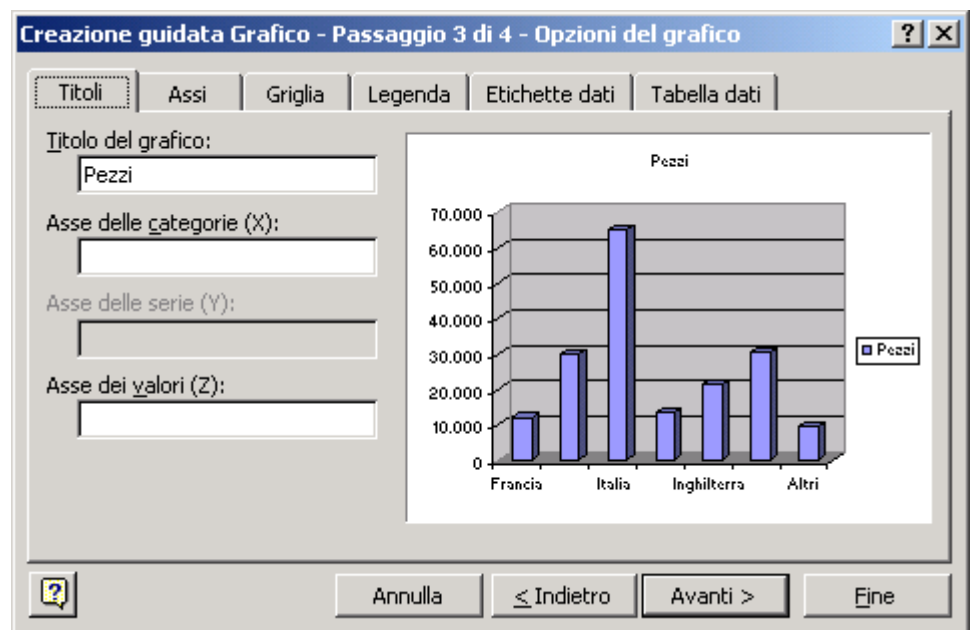 Creazione guidata Grafico - Passaggio 3 di 4 - Opzioni del grafico
Titoli Assi Griglia Legenda Etichette dati Tabella dati
Titolo del grafico:
Pezzi
Asse delle categorie (X):
Asse delle serie (Y):
Asse dei valori (Z):
Pezzi
70.000
60.000
50.000
40.000
30.000
20.000
10.000
0
Francia Italia Inghilterra Altri
Pezzi
Annulla < Indietro Avanti > Fine